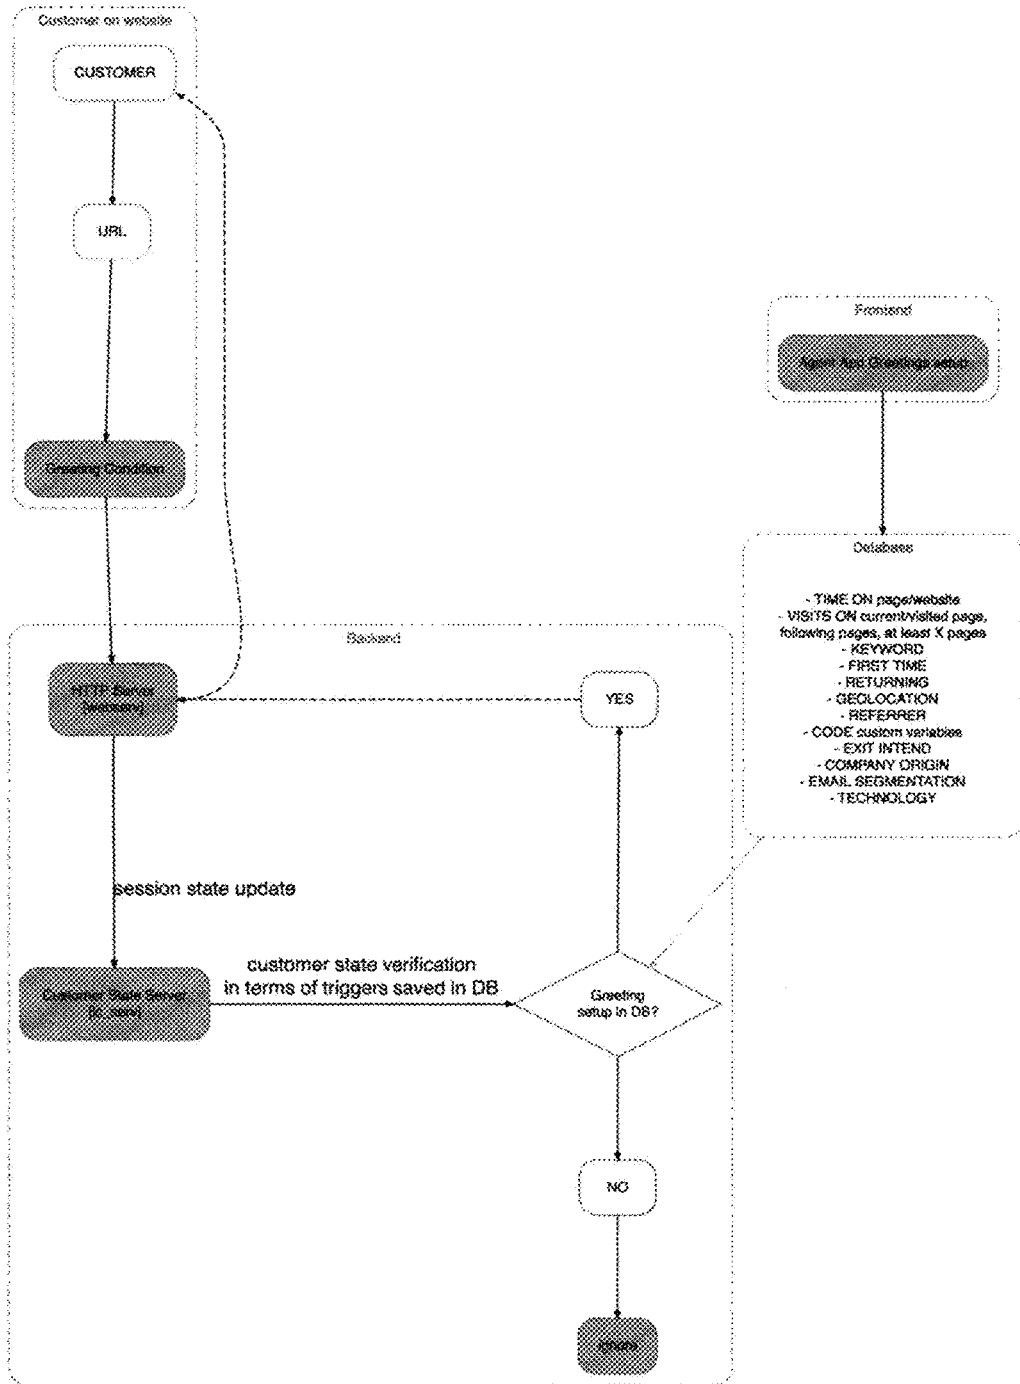 Customer on website
CUSTOMER
URL
Greeting Condition
Frontend
Agent App Greetings setup
Database
- TIME ON page/website
- VISITS ON current/visited page,
following pages, at least X pages
- KEYWORD
- FIRST TIME
- RETURNING
- GEOLOCATION
- REFERRER
- CODE custom variables
- EXIT INTEND
- COMPANY ORIGIN
- EMAIL SEGMENTATION
- TECHNOLOGY
Backend
HTTP Server
[webserv]
YES
session state update
Customer State Server
[lc_serv]
customer state verification
in terms of triggers saved in DB
Greeting
setup in DB?
NO
Ignore